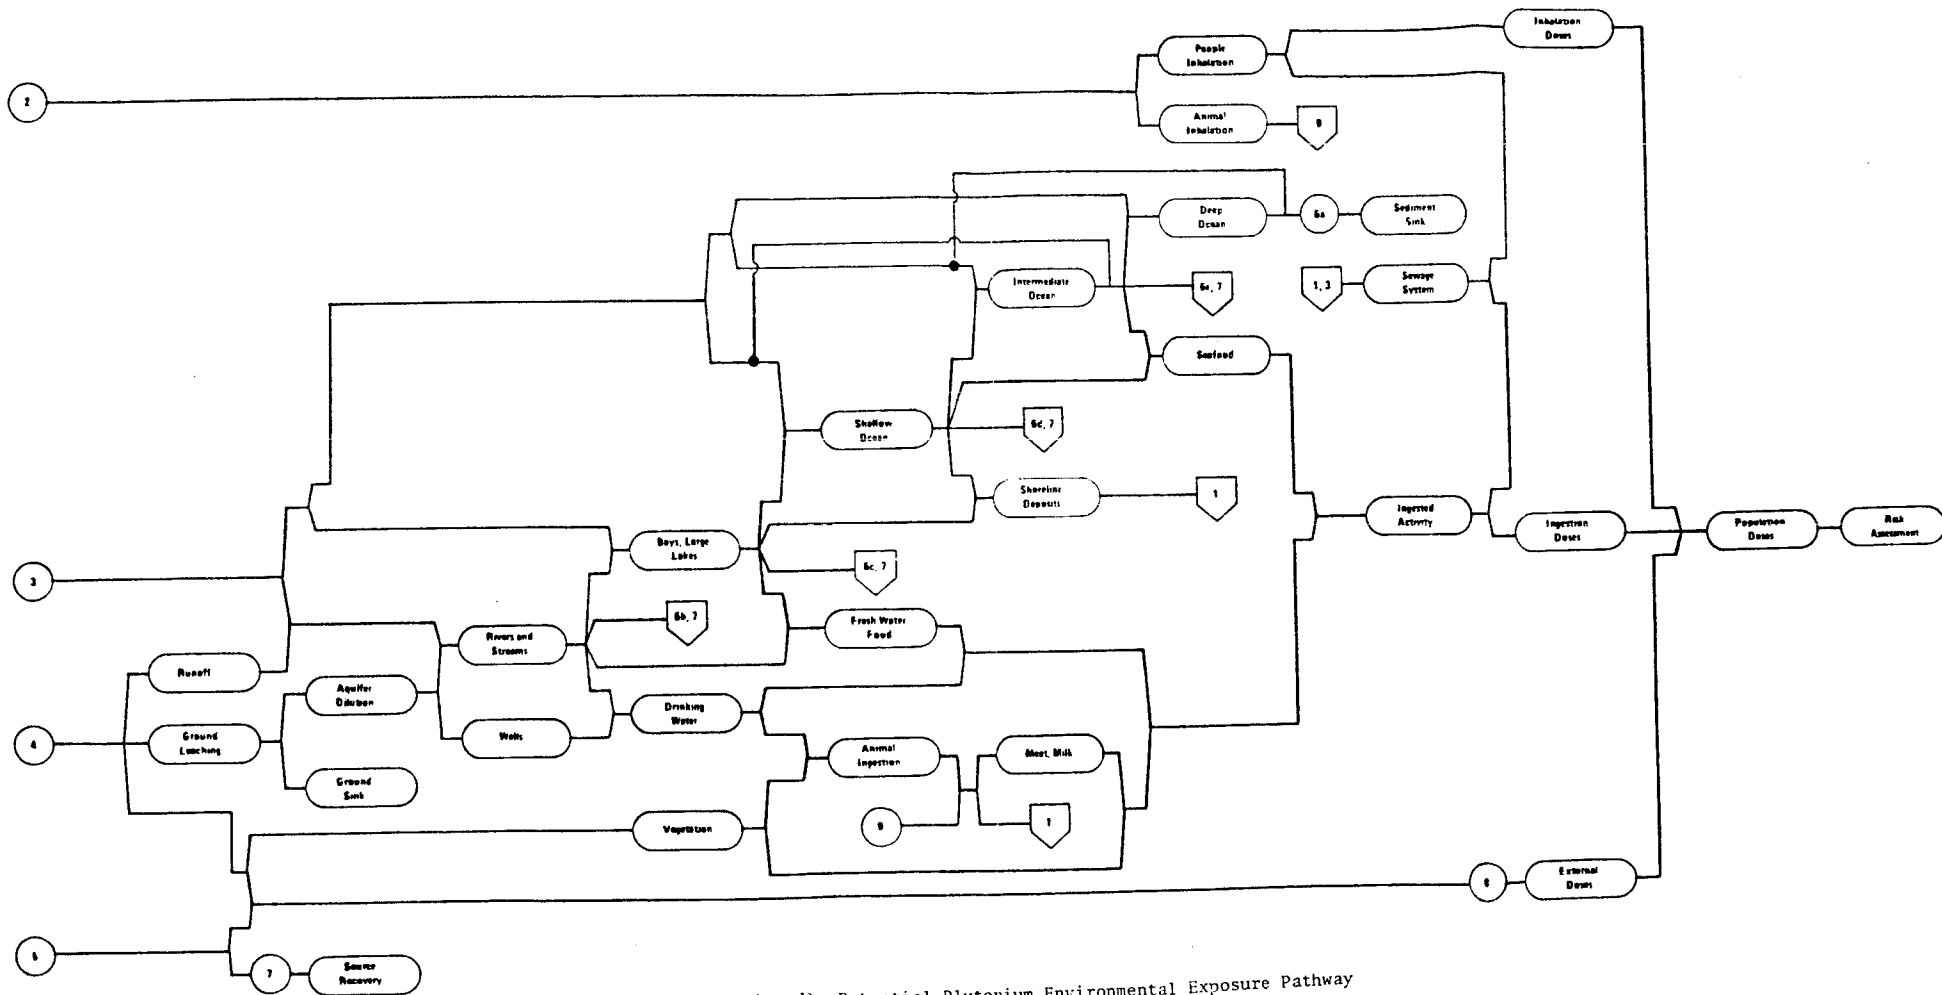 2
People
Inhalation
Inhalation
Doses
Animal
Inhalation
9
Deep
Ocean
6a
Sediment
Sink
Intermediate
Ocean
7
1, 3
Sewage
System
Seafood
Shallow
Ocean
6d, 7
Shoreline
Deposits
1
Ingested
Activity
Ingestion
Doses
Population
Doses
Risk
Assessment
3
Bays, Large
Lakes
6c, 7
6b, 7
Rivers and
Streams
Fresh Water
Food
Runoff
Aquifer
Dilution
Drinking
Water
4
Ground
Leaching
Wells
Animal
Ingestion
Meat, Milk
Ground
Sink
Vegetation
9
8
External
Doses
7
Source
Recovery
Potential Plutonium Environmental Exposure Pathway